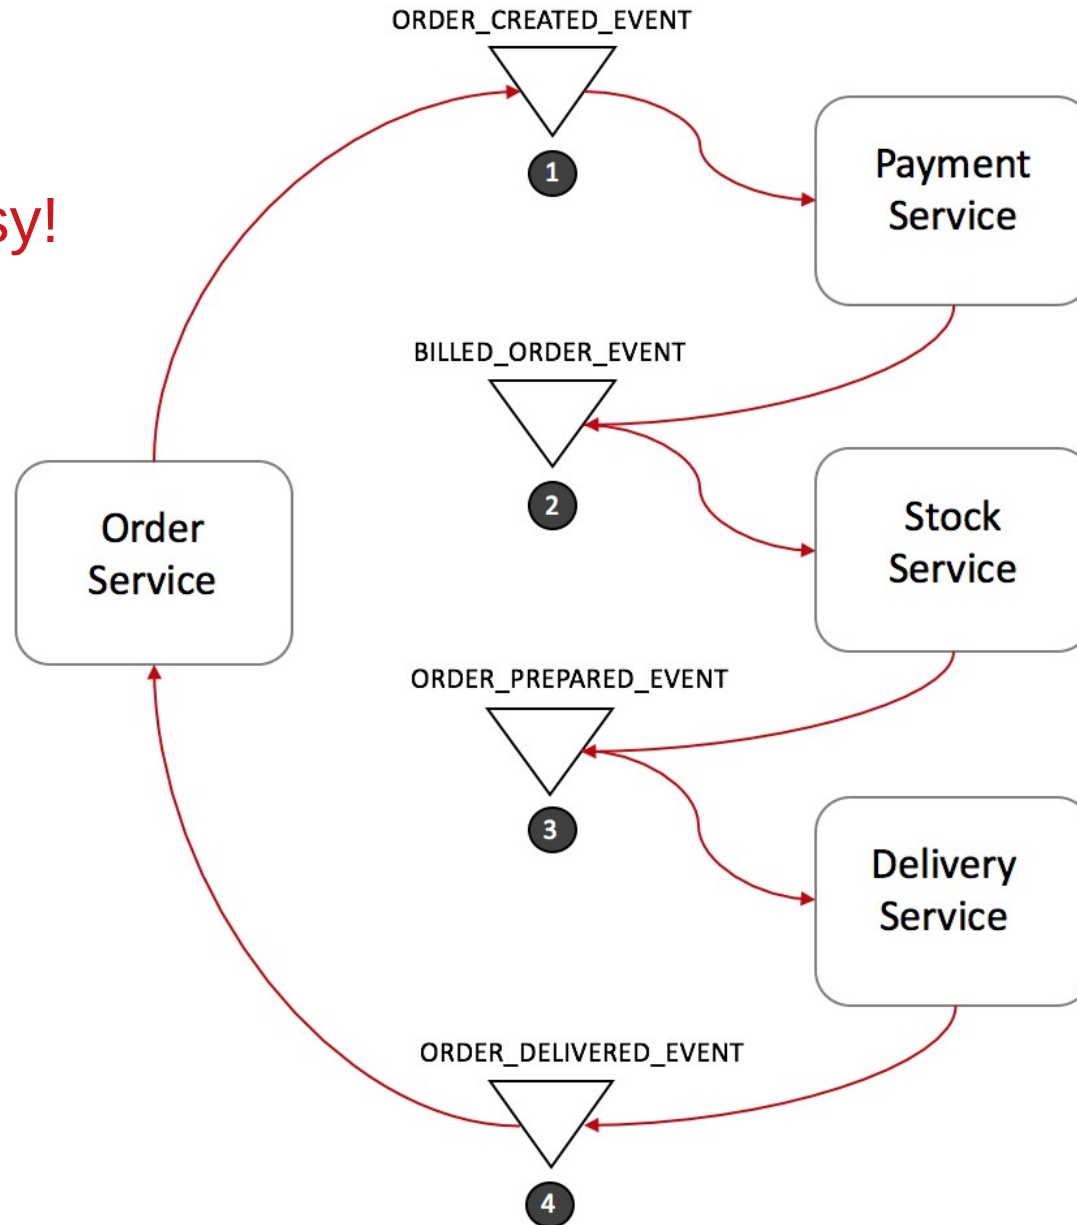 ORDER_CREATED_EVENT
1
Payment
Service
sy!
BILLED_ORDER_EVENT
2
Order
Service
Stock
Service
ORDER_PREPARED_EVENT
3
Delivery
Service
ORDER_DELIVERED_EVENT
4